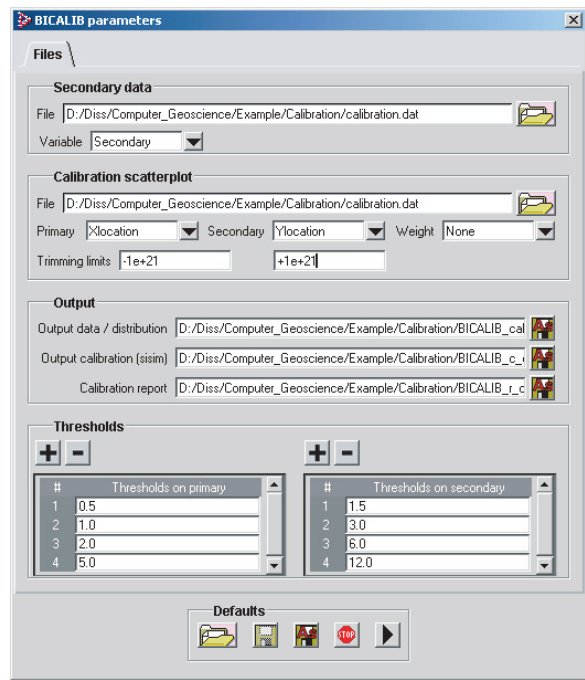 BICALIB parameters
Files
Secondary data
File D:/Diss/Computer_Geoscience/Example/Calibration/calibration.dat
Variable Secondary
Calibration scatterplot
File D:/Diss/Computer_Geoscience/Example/Calibration/calibration.dat
Primary Xlocation Secondary Ylocation Weight None
Trimming limits -1e+21 +1e+21
Output
Output data / distribution D:/Diss/Computer_Geoscience/Example/Calibration/BICALIB_cal
Output calibration (sisim) D:/Diss/Computer_Geoscience/Example/Calibration/BICALIB_c_
Calibration report D:/Diss/Computer_Geoscience/Example/Calibration/BICALIB_r_c
Thresholds
+ - + -
# Thresholds on primary # Thresholds on secondary
1 0.5 1 1.5
2 1.0 2 3.0
3 2.0 3 6.0
4 5.0 4 12.0
Defaults
STOP